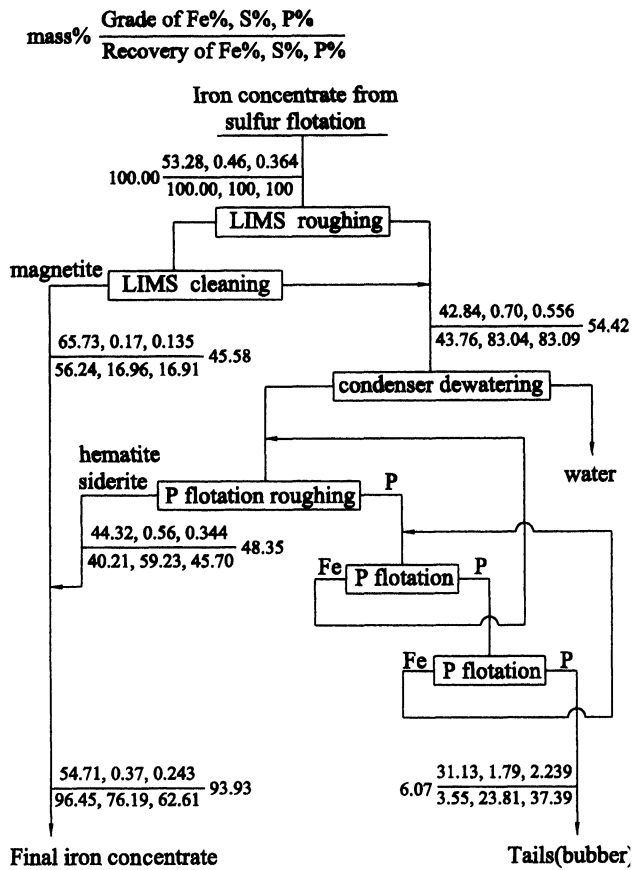 mass% Grade of Fe%, S%, P%
Recovery of Fe%, S%, P%
Iron concentrate from
sulfur flotation
100.00 53.28, 0.46, 0.364
100.00, 100, 100
LIMS roughing
magnetite
LIMS cleaning
42.84, 0.70, 0.556
43.76, 83.04, 83.09 54.42
65.73, 0.17, 0.135
56.24, 16.96, 16.91 45.58
condenser dewatering
water
hematite
siderite
P flotation roughing P
44.32, 0.56, 0.344
40.21, 59.23, 45.70 48.35
Fe P flotation P
Fe P flotation P
54.71, 0.37, 0.243
96.45, 76.19, 62.61 93.93
6.07 31.13, 1.79, 2.239
3.55, 23.81, 37.39
Final iron concentrate
Tails(bubber)